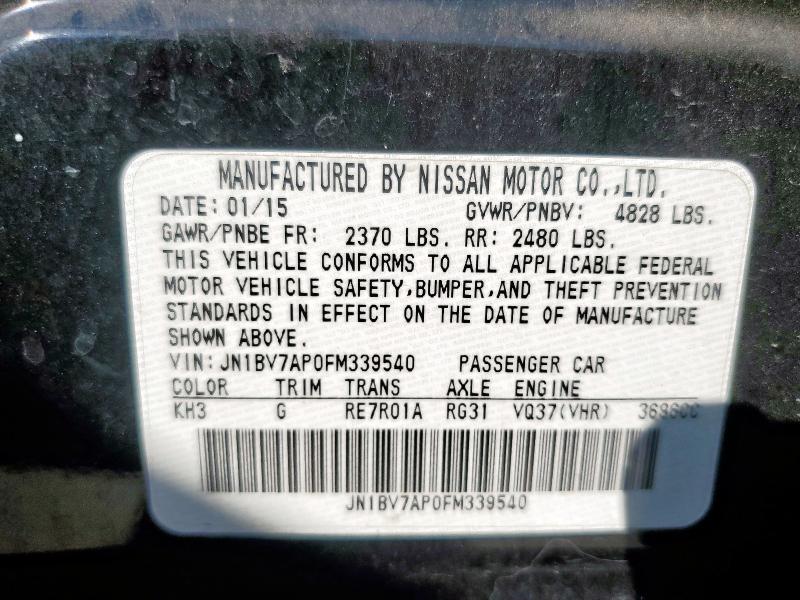 MANUFACTURED BY NISSAN MOTOR CO.,LTD.
DATE: 01/15 GVWR/PNBV: 4828 LBS.
GAWR/PNBE FR: 2370 LBS. RR: 2480 LBS.
THIS VEHICLE CONFORMS TO ALL APPLICABLE FEDERAL
MOTOR VEHICLE SAFETY,BUMPER,AND THEFT PREVENTION
STANDARDS IN EFFECT ON THE DATE OF MANUFACTURE
SHOWN ABOVE.
VIN: JN1BV7AP0FM339540 PASSENGER CAR
COLOR TRIM TRANS AXLE ENGINE
KH3 G RE7R01A RG31 VQ37(VHR) 3696CC
JN1BV7AP0FM339540